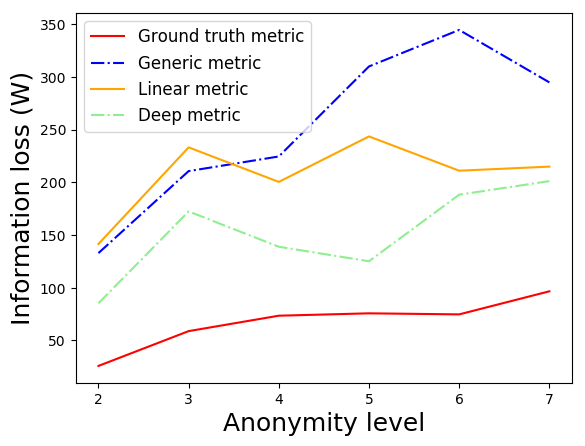 350
300
250
200
150
100
50
Information loss (W)
Ground truth metric
Generic metric
Linear metric
Deep metric
2 3 4 5 6 7
Anonymity level